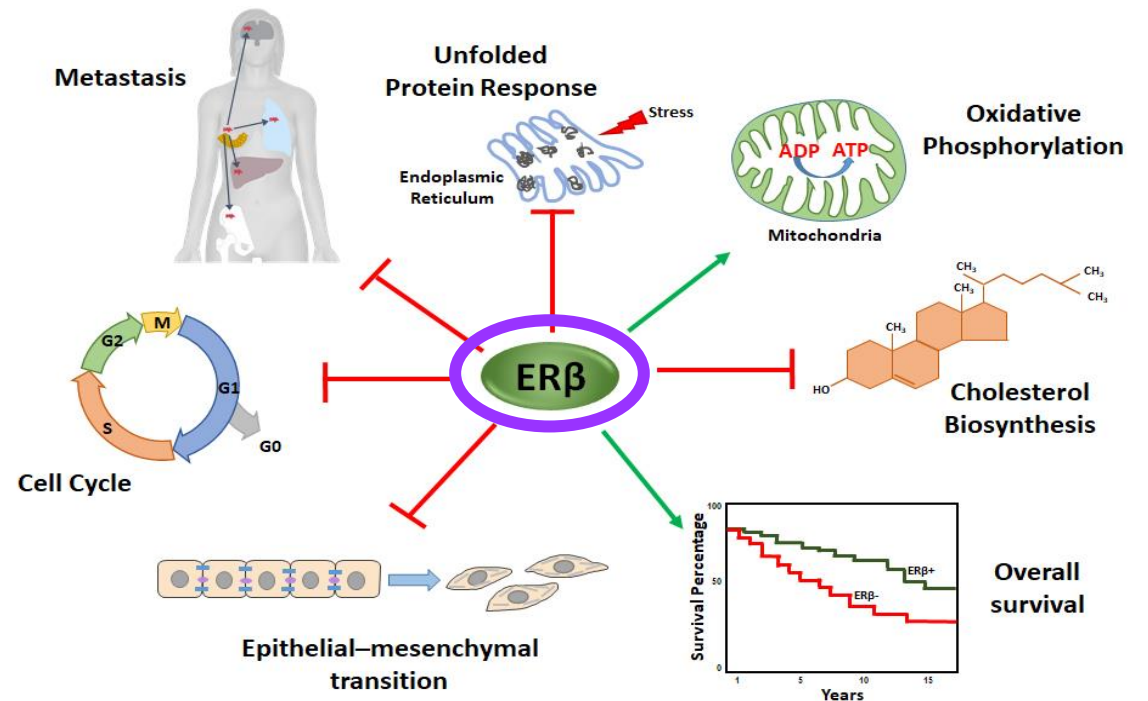 Metastasis
Unfolded
Protein Response
Stress
Endoplasmic
Reticulum
Oxidative
Phosphorylation
ADP ATP
Mitochondria
CH₃
CH₃
CH₃
CH₃
CH₃
HO
Cholesterol
Biosynthesis
M
G2
G1
S
G0
Cell Cycle
ERβ
Epithelial–mesenchymal
transition
100
50
0
Survival Percentage
ERβ+
ERβ-
1 5 10 15
Years
Overall
survival